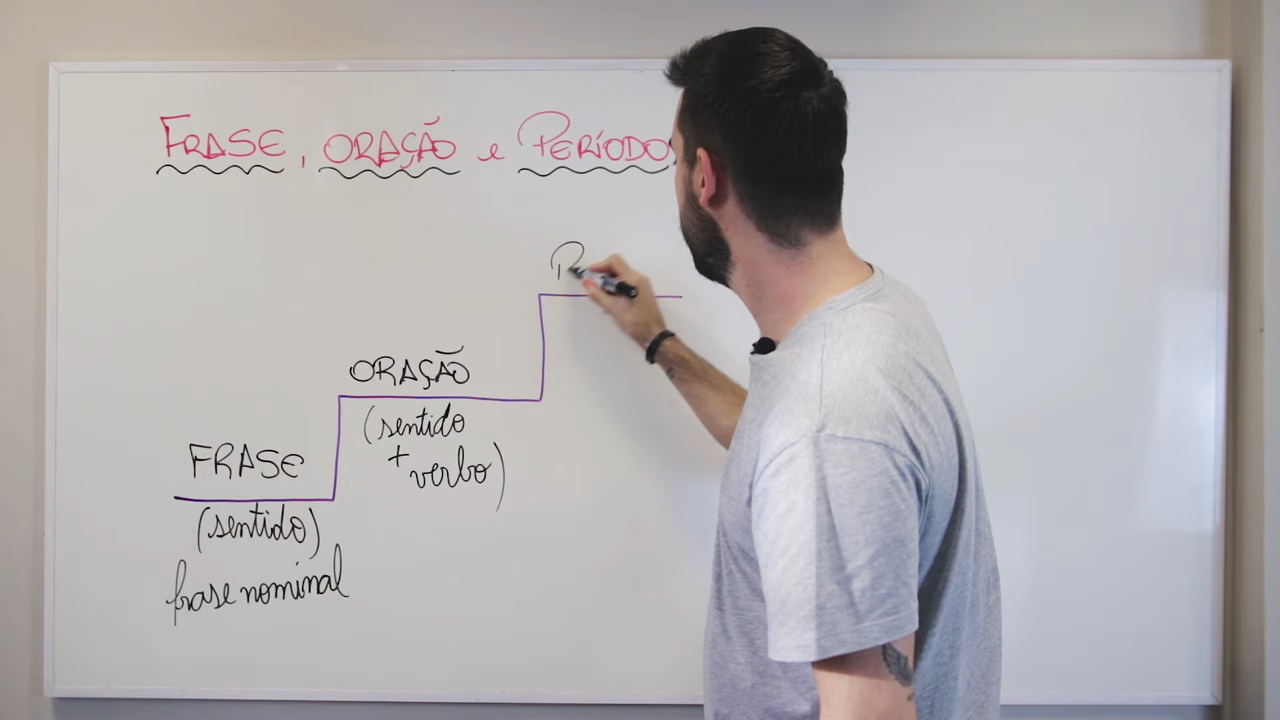 FRASE, ORAÇÃO e PERÍODO
P
ORAÇÃO
(sentido
+ verbo)
FRASE
(sentido)
frase nominal